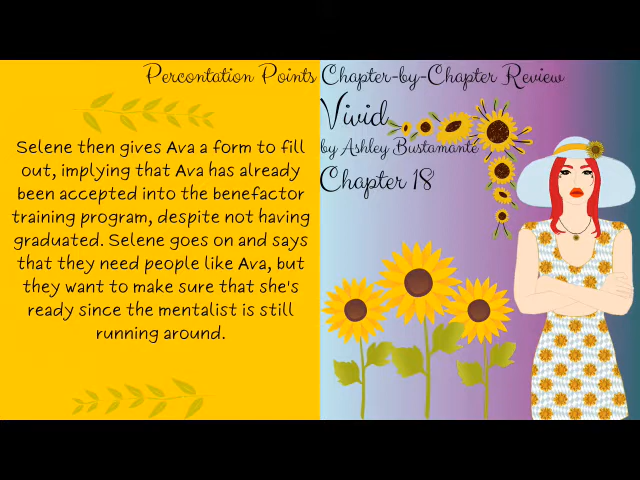 Percontation Points Chapter-by-Chapter Review
Vivid
by Ashley Bustamante
Chapter 18
Selene then gives Ava a form to fill
out, implying that Ava has already
been accepted into the benefactor
training program, despite not having
graduated. Selene goes on and says
that they need people like Ava, but
they want to make sure that she's
ready since the mentalist is still
running around.